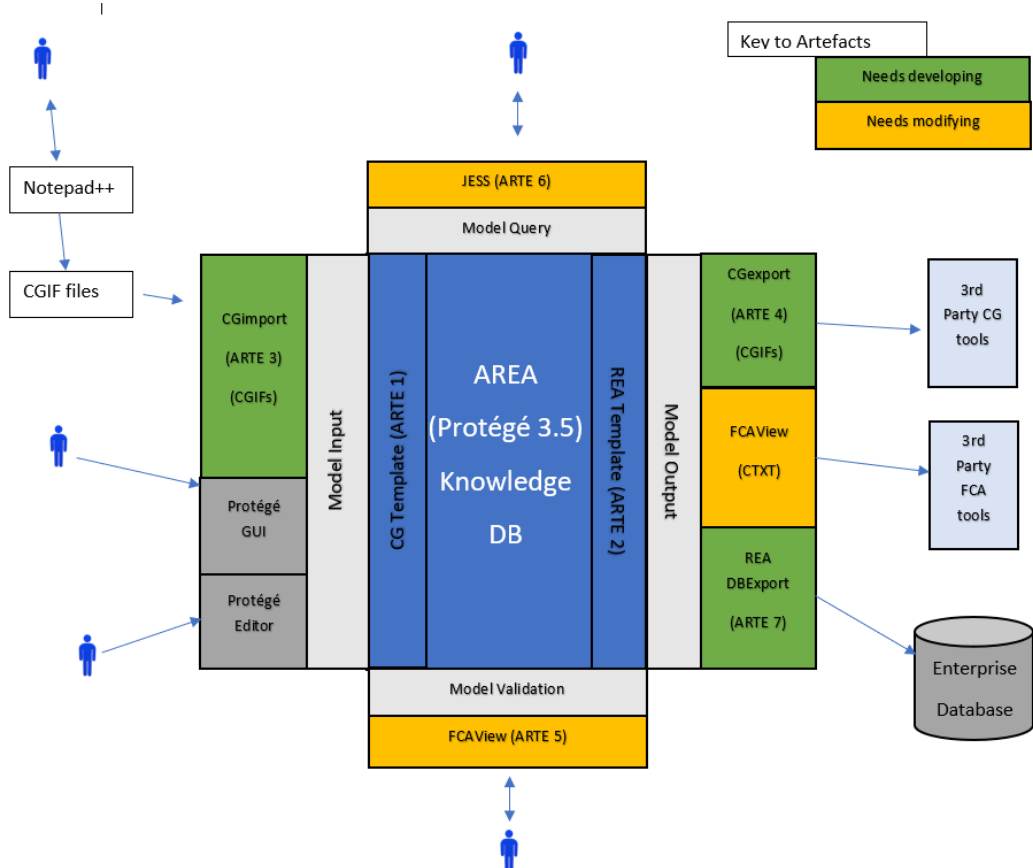 Key to Artefacts
Needs developing
Needs modifying
Notepad++
CGIF files
JESS (ARTE 6)
Model Query
CGimport
(ARTE 3)
(CGIFs)
Protégé
GUI
Protégé
Editor
Model Input
CG Template (ARTE 1)
AREA
(Protégé 3.5)
Knowledge
DB
REA Template (ARTE 2)
Model Output
CGexport
(ARTE 4)
(CGIFs)
FCAView
(CTXT)
REA
DBExport
(ARTE 7)
3rd
Party CG
tools
3rd
Party
FCA
tools
Enterprise
Database
Model Validation
FCAView (ARTE 5)